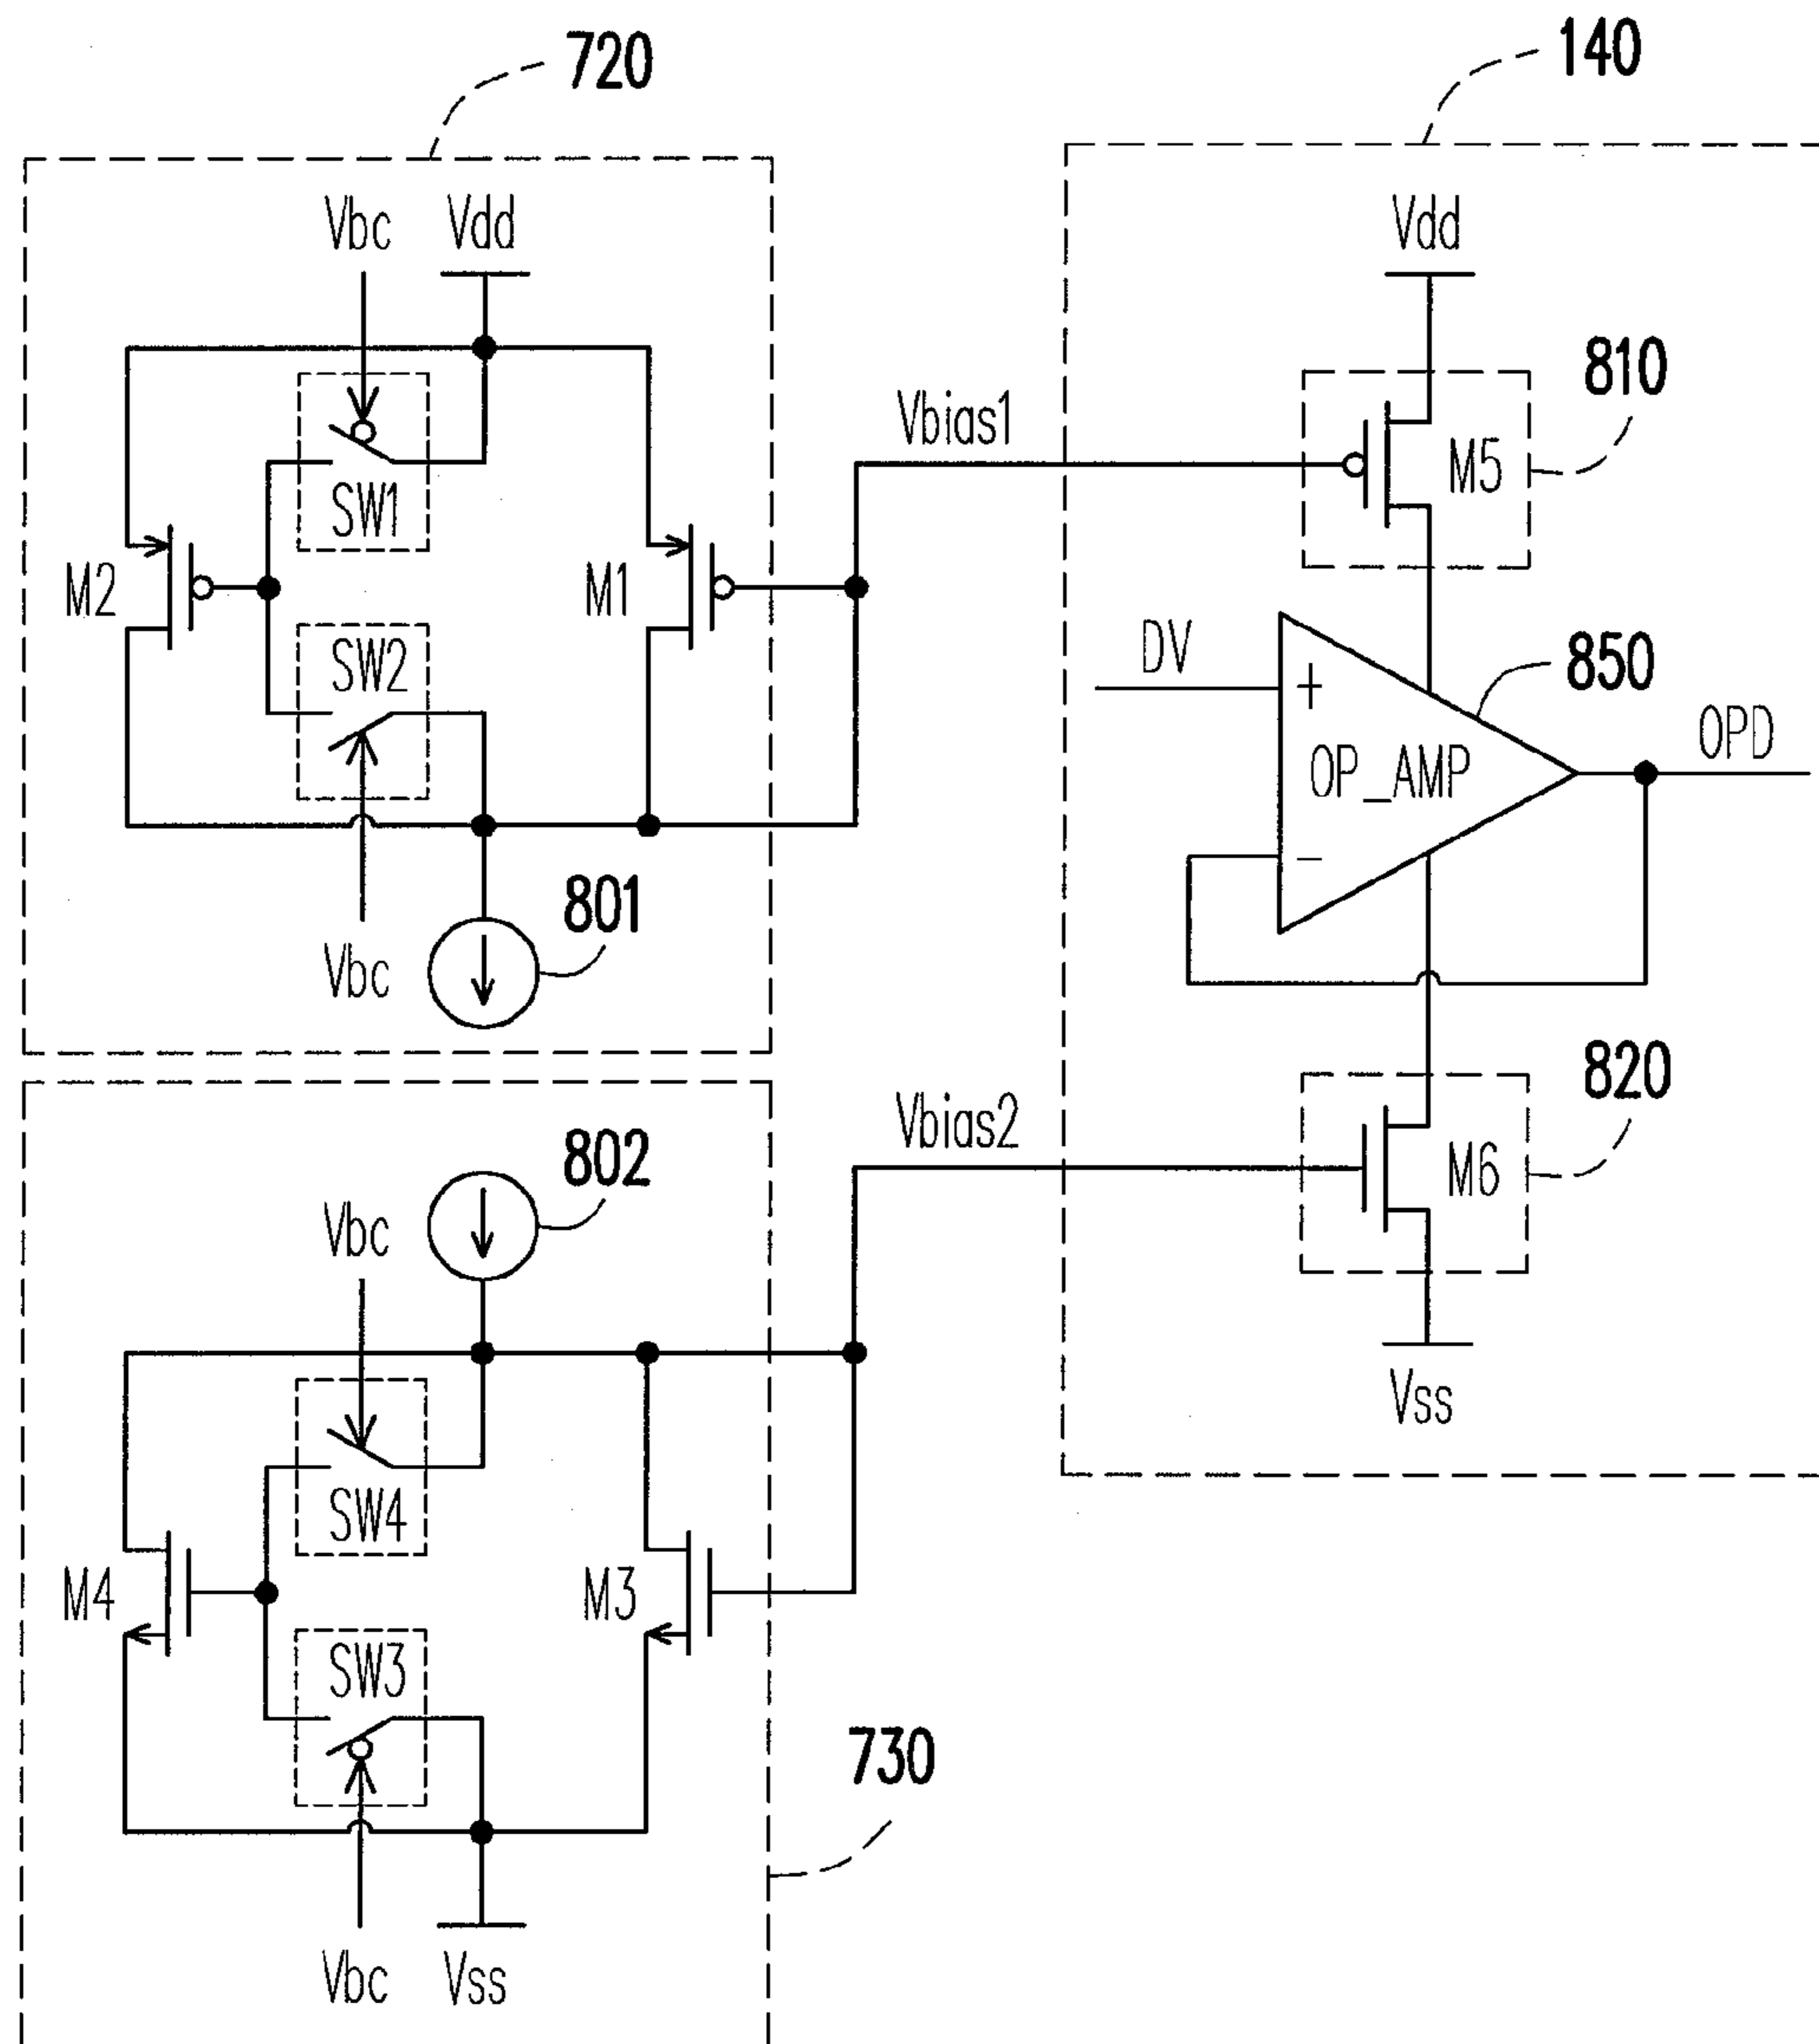 720
140
Vbc
Vdd
Vdd
810
Vbias1
M5
SW1
M2
M1
SW2
DV
850
+
OP_AMP
OPD
-
801
Vbc
820
Vbias2
802
M6
Vbc
Vss
SW4
M4
M3
SW3
730
Vbc
Vss